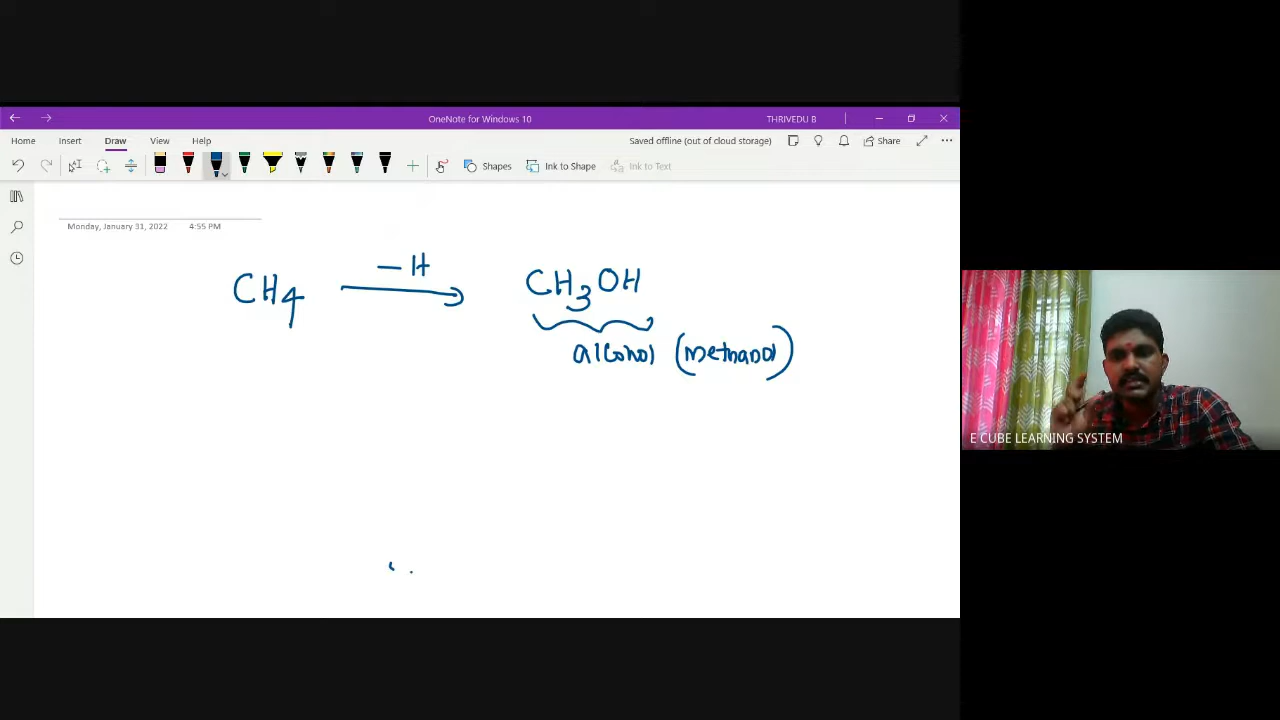 OneNote for Windows 10
THRIVEDU B
Home Insert Draw View Help
Saved offline (out of cloud storage)
Share
Shapes
Ink to Shape
Ink to Text
Monday, January 31, 2022 4:55 PM
CH4 — H CH3OH
alcohol (methanol)
E CUBE LEARNING SYSTEM